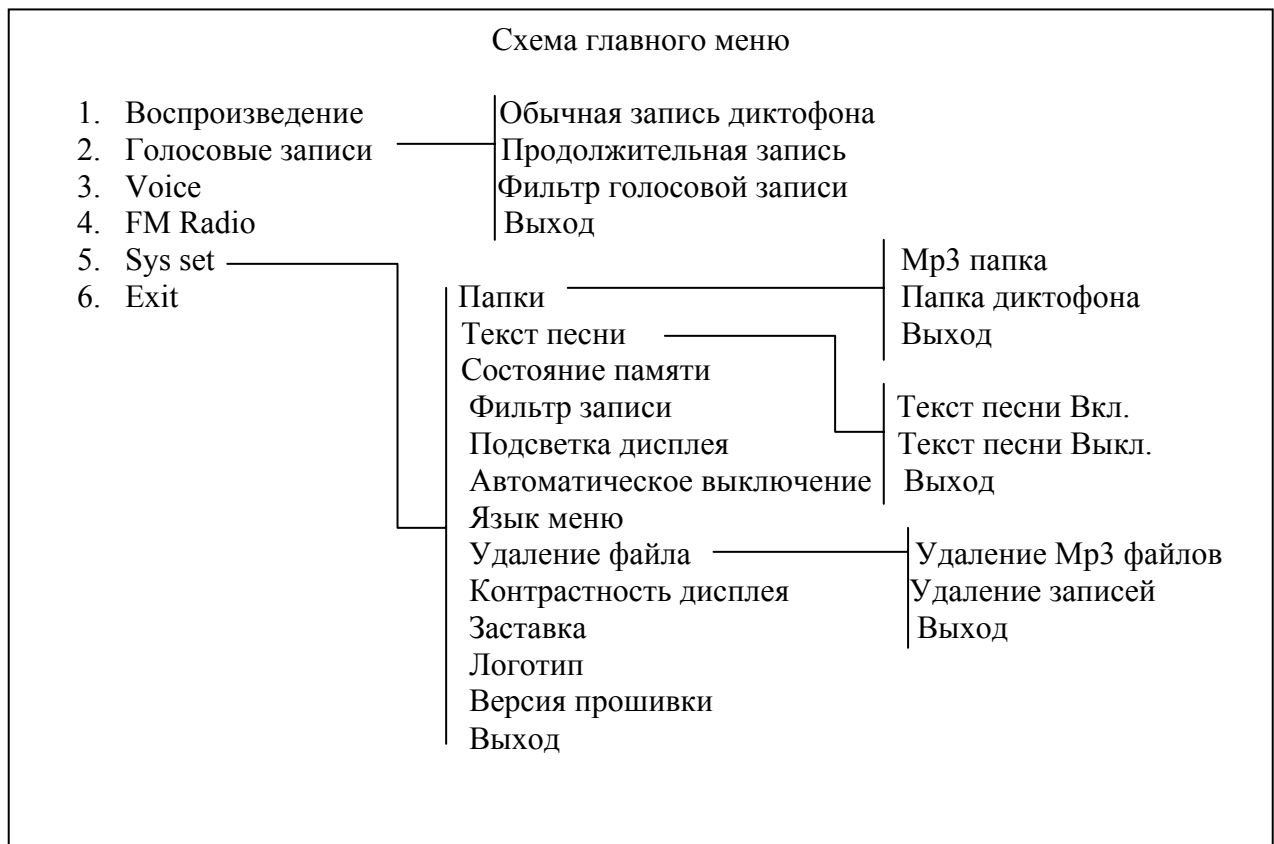 Схема главного меню
1. Воспроизведение
2. Голосовые записи
3. Voice
4. FM Radio
5. Sys set
6. Exit
Обычная запись диктофона
Продолжительная запись
Фильтр голосовой записи
Выход
Папки
Текст песни
Состояние памяти
Фильтр записи
Подсветка дисплея
Автоматическое выключение
Язык меню
Удаление файла
Контрастность дисплея
Заставка
Логотип
Версия прошивки
Выход
Мр3 папка
Папка диктофона
Выход
Текст песни Вкл.
Текст песни Выкл.
Выход
Удаление Мр3 файлов
Удаление записей
Выход